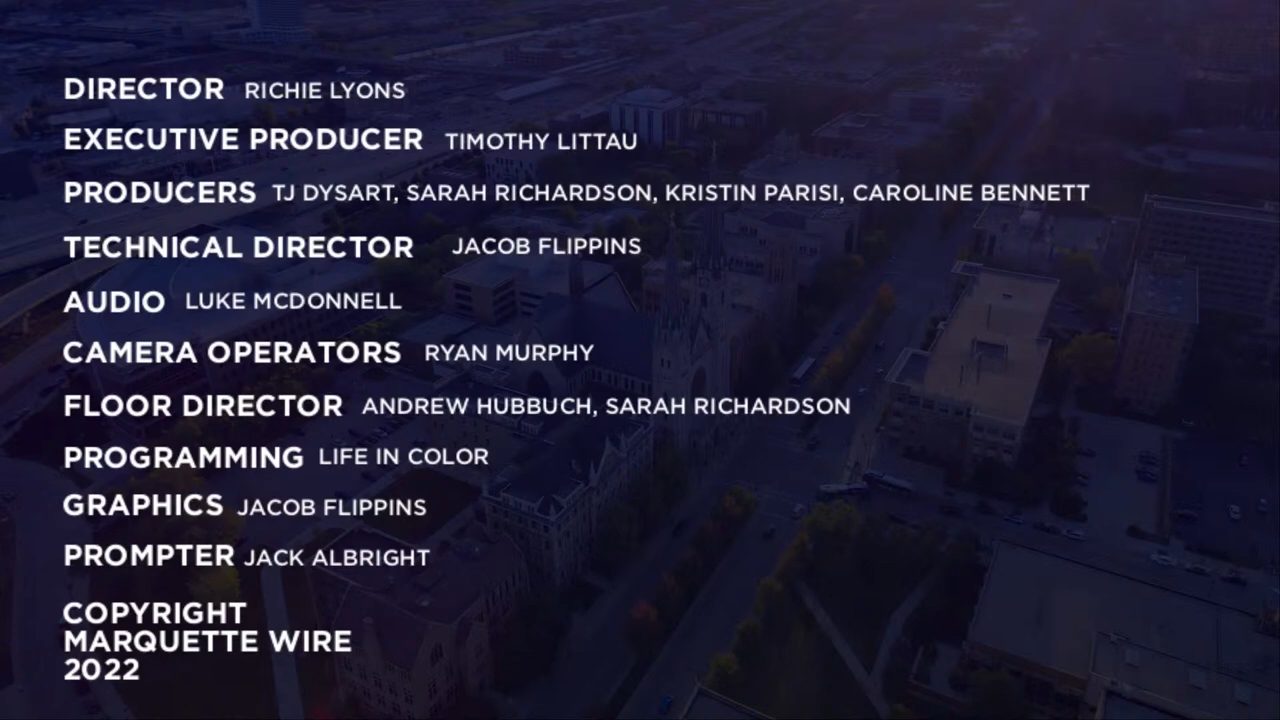 DIRECTOR RICHIE LYONS
EXECUTIVE PRODUCER TIMOTHY LITTAU
PRODUCERS TJ DYSART, SARAH RICHARDSON, KRISTIN PARISI, CAROLINE BENNETT
TECHNICAL DIRECTOR JACOB FLIPPINS
AUDIO LUKE MCDONNELL
CAMERA OPERATORS RYAN MURPHY
FLOOR DIRECTOR ANDREW HUBBUCH, SARAH RICHARDSON
PROGRAMMING LIFE IN COLOR
GRAPHICS JACOB FLIPPINS
PROMPTER JACK ALBRIGHT
COPYRIGHT
MARQUETTE WIRE
2022